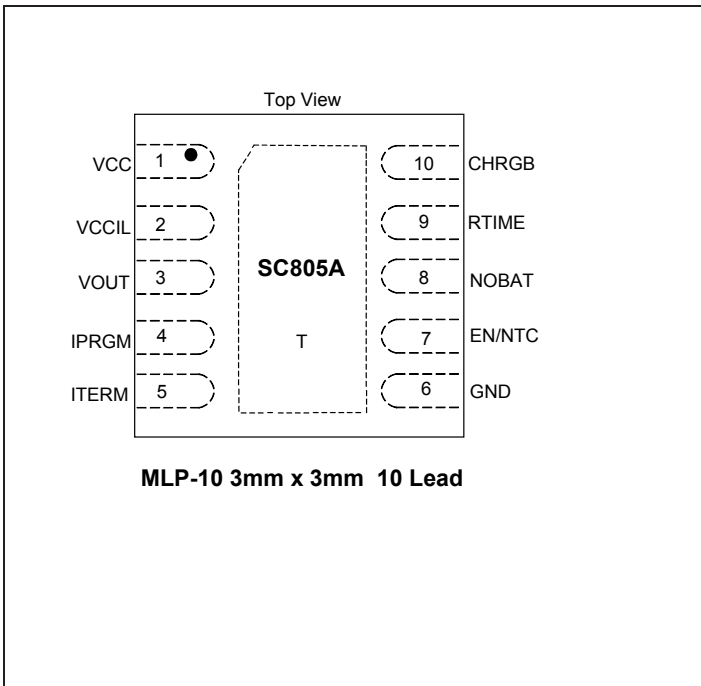 Top View
VCC 1 10 CHRGB
VCCIL 2 9 RTIME
VOUT 3 SC805A 8 NOBAT
IPRGM 4 T 7 EN/NTC
ITERM 5 6 GND
MLP-10 3mm x 3mm 10 Lead